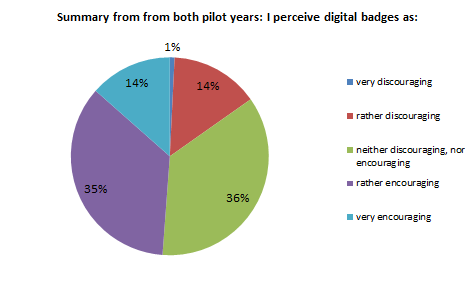 Summary from from both pilot years: I perceive digital badges as:
1%
14%
14%
35%
36%
very discouraging
rather discouraging
neither discouraging, nor
encouraging
rather encouraging
very encouraging